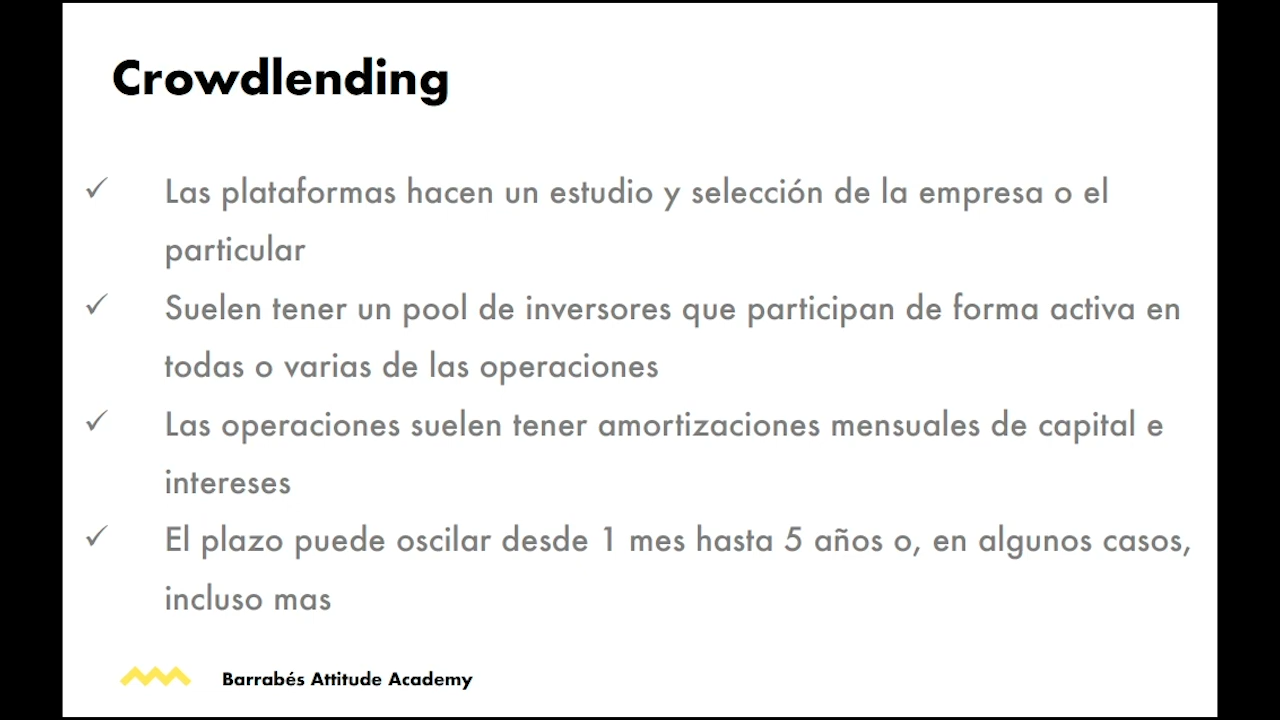 Crowdlending
✓ Las plataformas hacen un estudio y selección de la empresa o el
particular
✓ Suelen tener un pool de inversores que participan de forma activa en
todas o varias de las operaciones
✓ Las operaciones suelen tener amortizaciones mensuales de capital e
intereses
✓ El plazo puede oscilar desde 1 mes hasta 5 años o, en algunos casos,
incluso mas
Barrabés Attitude Academy